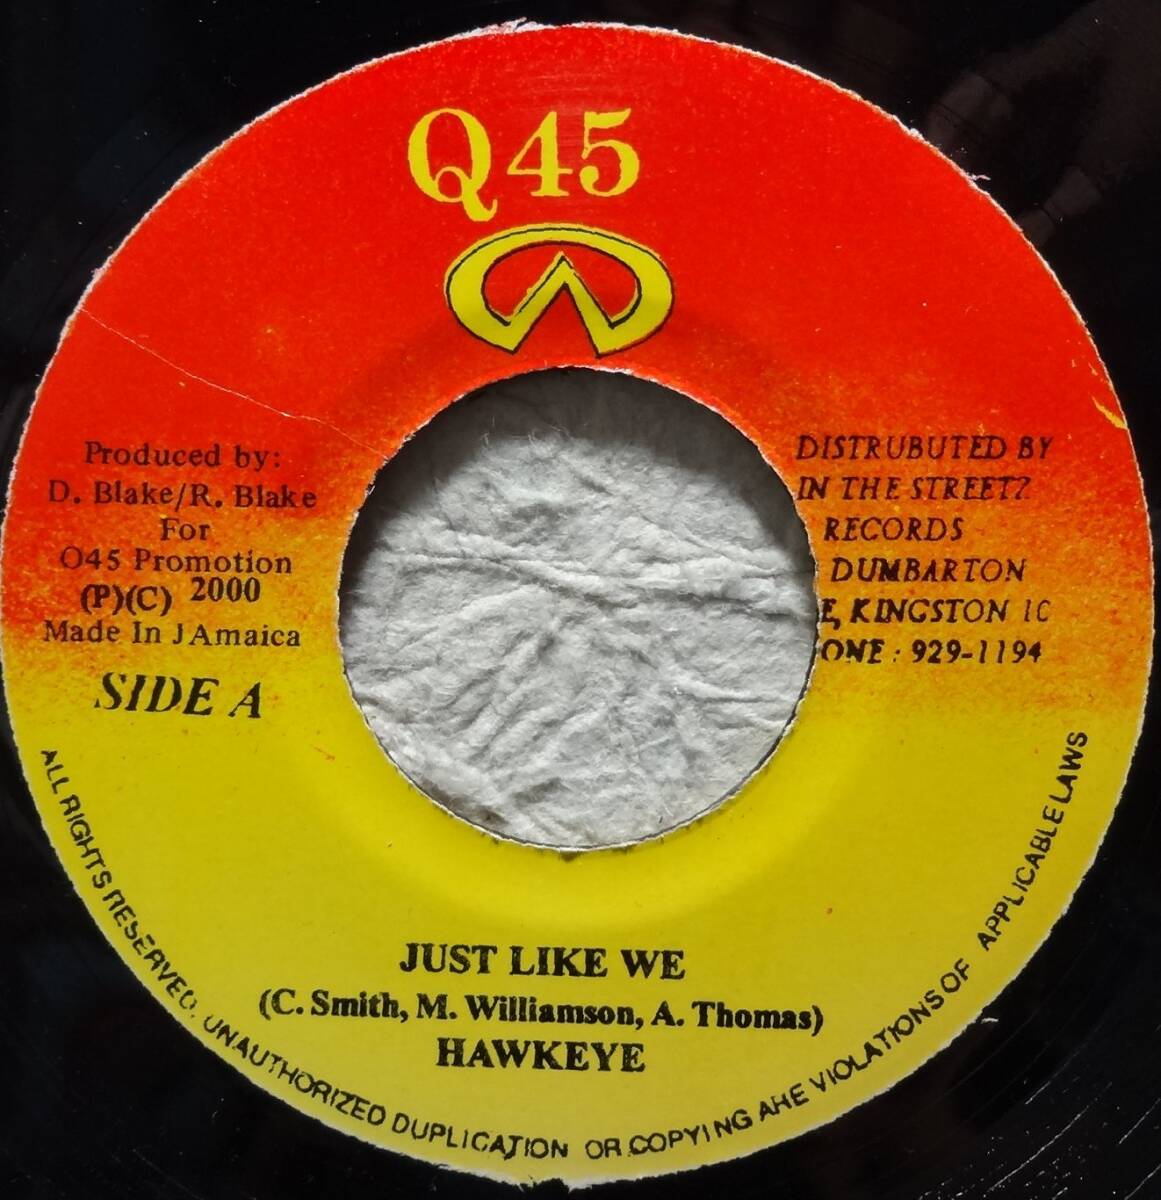 Q45
Produced by:
D. Blake/R. Blake
For
O45 Promotion
(P)(C) 2000
Made In JAmaica
SIDE A
DISTRUBUTED BY
IN THE STREETZ
RECORDS
DUMBARTON
E, KINGSTON 1C
ONE : 929-1194
JUST LIKE WE
(C. Smith, M. Williamson, A. Thomas)
HAWKEYE
ALL RIGHTS RESERVED. UNAUTHORIZED DUPLICATION OR COPYING ARE VIOLATIONS OF APPLICABLE LAWS